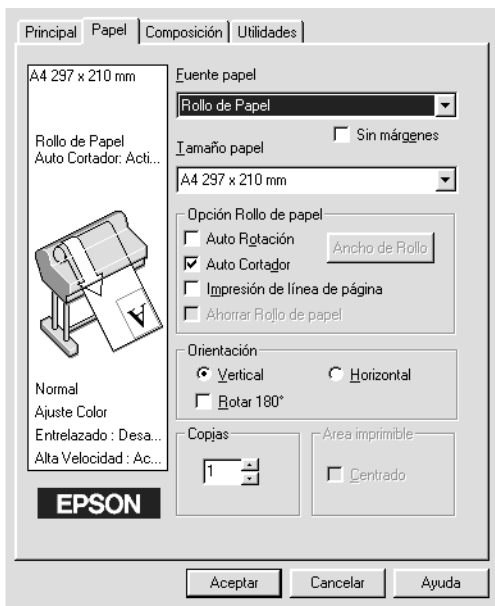 Principal Papel Composición Utilidades
A4 297 x 210 mm
Rollo de Papel
Auto Cortador: Acti...
A
Normal
Ajuste Color
Entrelazado : Desa...
Alta Velocidad : Ac...
EPSON
Fuente papel
Rollo de Papel
Sin márgenes
Tamaño papel
A4 297 x 210 mm
Opción Rollo de papel
Auto Rotación
Ancho de Rollo
Auto Cortador
Impresión de línea de página
Ahorrar Rollo de papel
Orientación
Vertical Horizontal
Rotar 180°
Copias
1
Area imprimible
Centrado
Aceptar Cancelar Ayuda